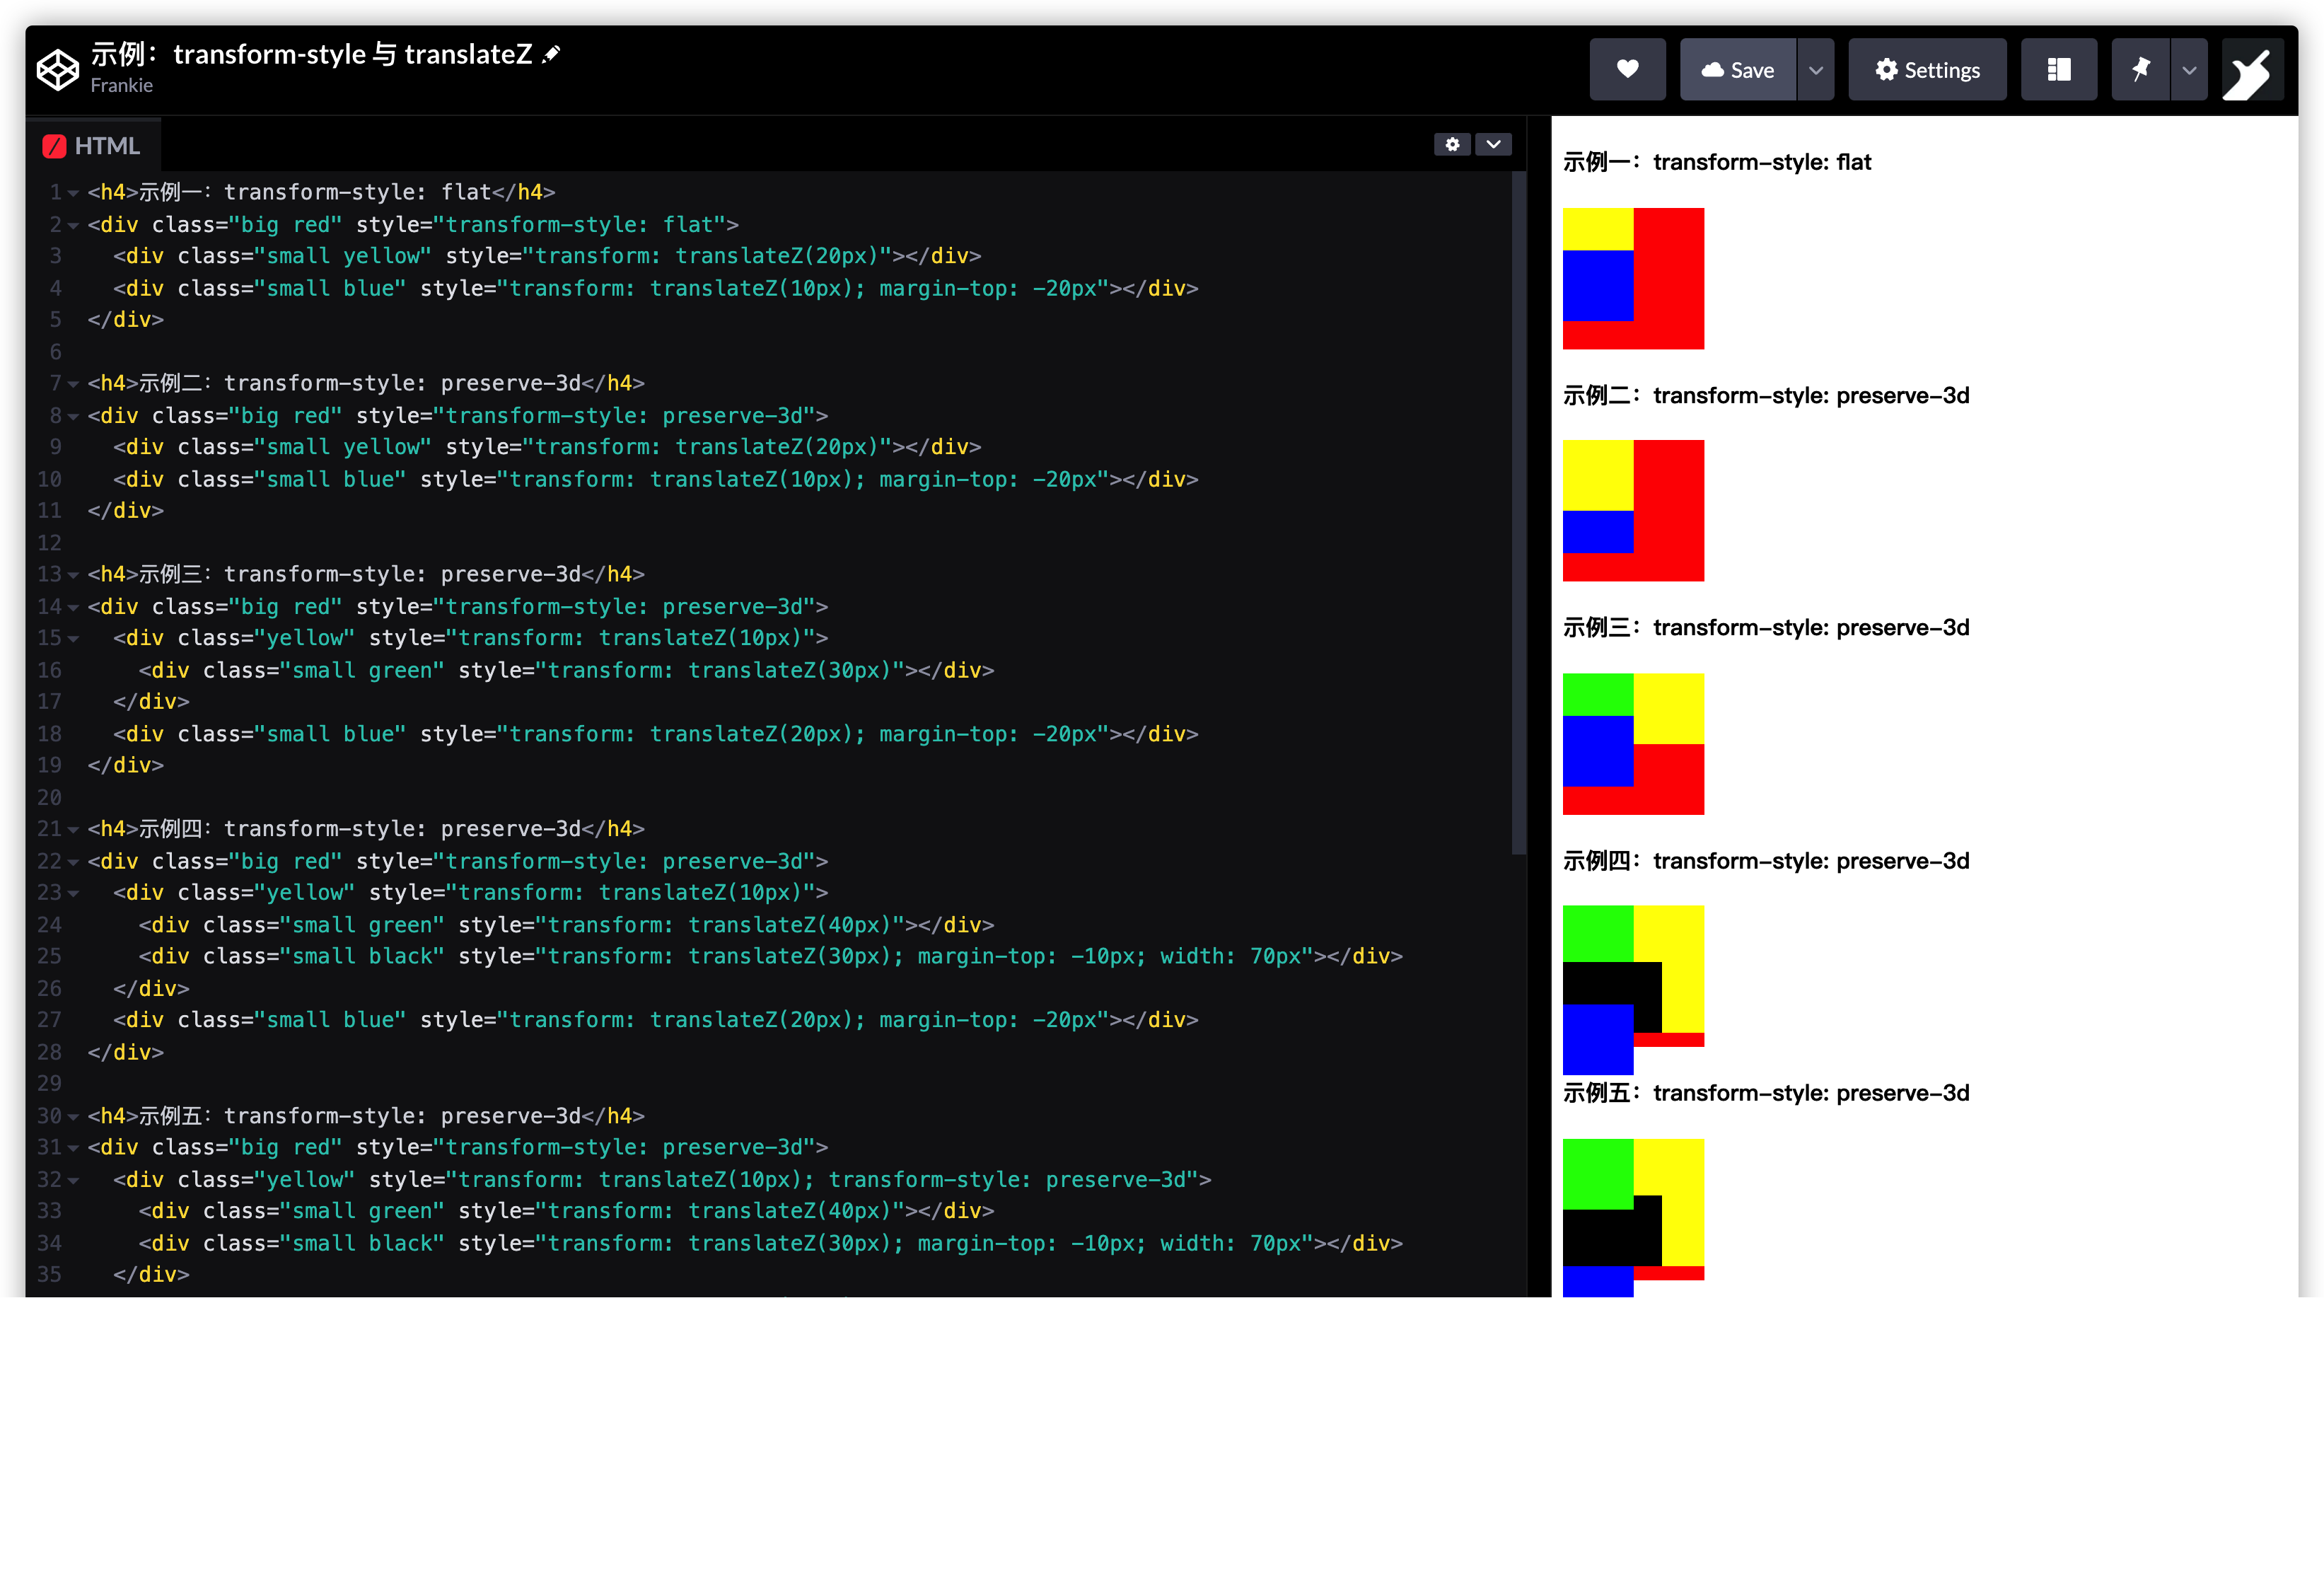 示例：transform-style 与 translateZ
Frankie
Save
Settings
HTML
1 <h4>示例一：transform-style: flat</h4>
2 <div class="big red" style="transform-style: flat">
3 <div class="small yellow" style="transform: translateZ(20px)"></div>
4 <div class="small blue" style="transform: translateZ(10px); margin-top: -20px"></div>
5 </div>
6
7 <h4>示例二：transform-style: preserve-3d</h4>
8 <div class="big red" style="transform-style: preserve-3d">
9 <div class="small yellow" style="transform: translateZ(20px)"></div>
10 <div class="small blue" style="transform: translateZ(10px); margin-top: -20px"></div>
11 </div>
12
13 <h4>示例三：transform-style: preserve-3d</h4>
14 <div class="big red" style="transform-style: preserve-3d">
15 <div class="yellow" style="transform: translateZ(10px)">
16 <div class="small green" style="transform: translateZ(30px)"></div>
17 </div>
18 <div class="small blue" style="transform: translateZ(20px); margin-top: -20px"></div>
19 </div>
20
21 <h4>示例四：transform-style: preserve-3d</h4>
22 <div class="big red" style="transform-style: preserve-3d">
23 <div class="yellow" style="transform: translateZ(10px)">
24 <div class="small green" style="transform: translateZ(40px)"></div>
25 <div class="small black" style="transform: translateZ(30px); margin-top: -10px; width: 70px"></div>
26 </div>
27 <div class="small blue" style="transform: translateZ(20px); margin-top: -20px"></div>
28 </div>
29
30 <h4>示例五：transform-style: preserve-3d</h4>
31 <div class="big red" style="transform-style: preserve-3d">
32 <div class="yellow" style="transform: translateZ(10px); transform-style: preserve-3d">
33 <div class="small green" style="transform: translateZ(40px)"></div>
34 <div class="small black" style="transform: translateZ(30px); margin-top: -10px; width: 70px"></div>
35 </div>
示例一：transform-style: flat
示例二：transform-style: preserve-3d
示例三：transform-style: preserve-3d
示例四：transform-style: preserve-3d
示例五：transform-style: preserve-3d